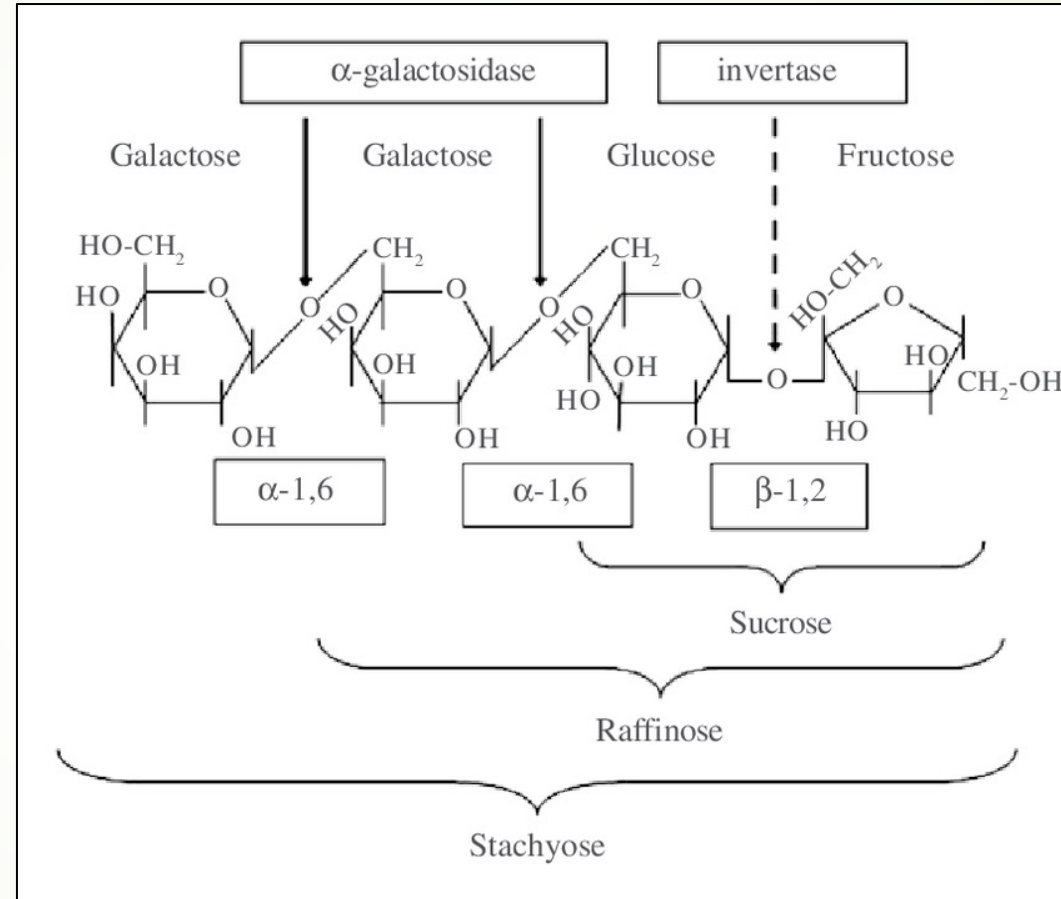 α-galactosidase invertase
Galactose Galactose Glucose Fructose
HO-CH₂ CH₂ CH₂ HO-CH₂
HO O O HO O O HO O O
OH OH OH HO
HO O CH₂-OH
OH OH OH HO
α-1,6 α-1,6 β-1,2
Sucrose
Raffinose
Stachyose